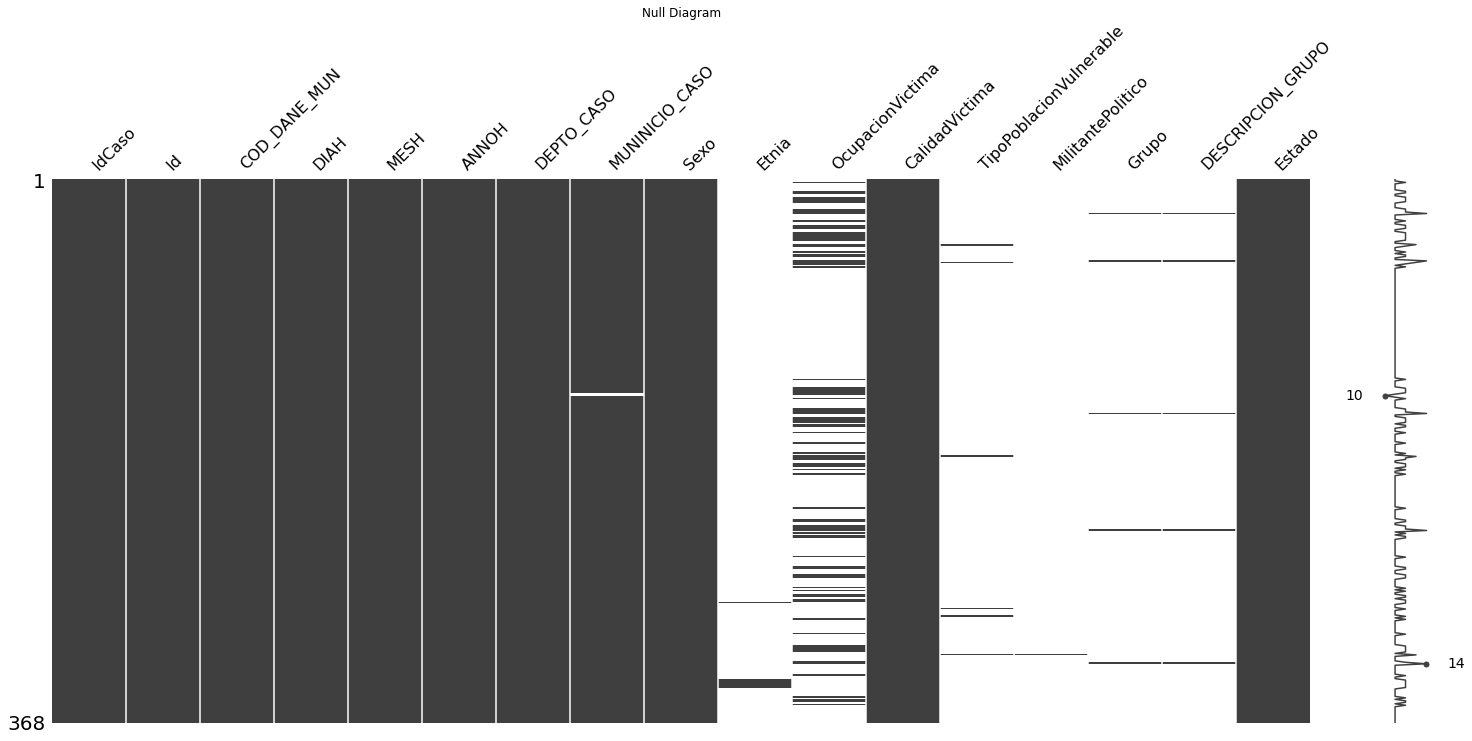 Null Diagram
IdCaso
Id
COD_DANE_MUN
DIAH
MESH
ANNOH
DEPTO_CASO
MUNINICIO_CASO
Sexo
Etnia
OcupacionVictima
CalidadVictima
TipoPoblacionVulnerable
MilitantePolitico
Grupo
DESCRIPCION_GRUPO
Estado
1
10
14
368